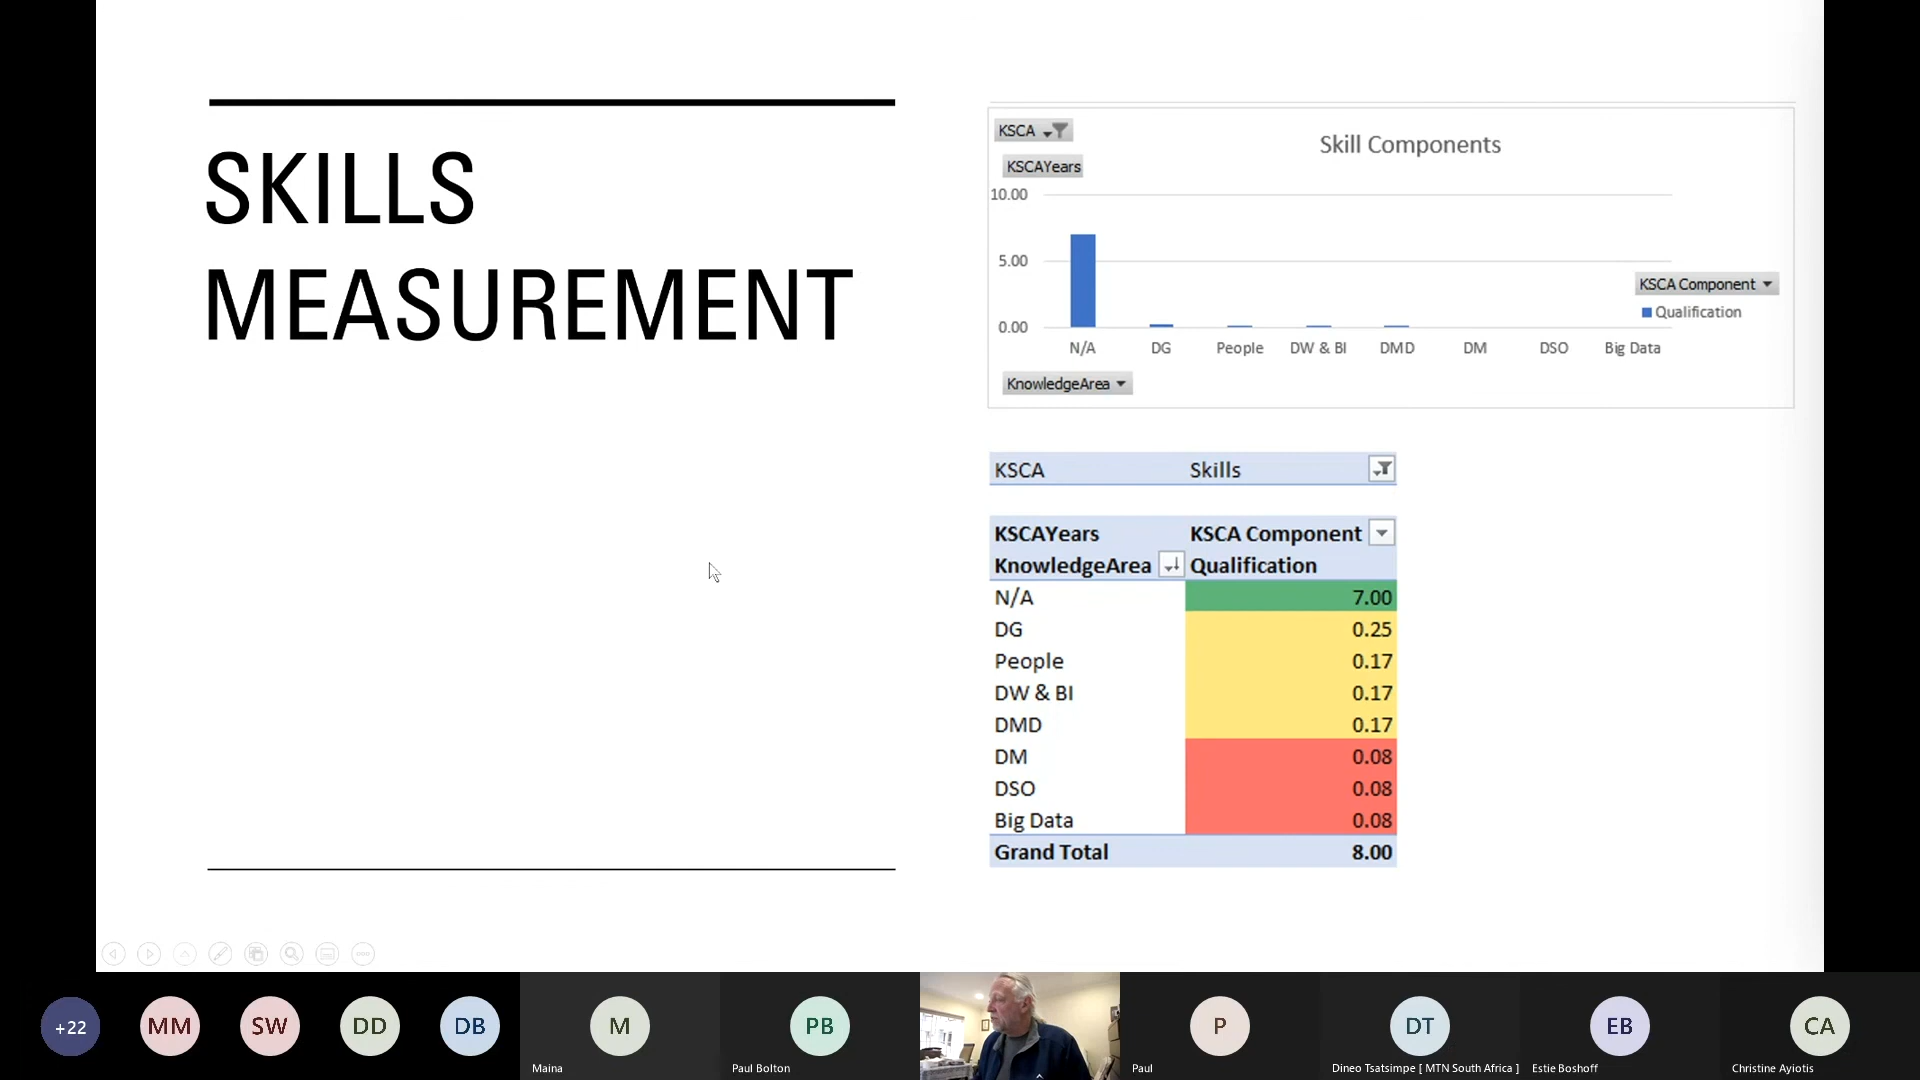 SKILLS
MEASUREMENT
KSCA
Skill Components
KSCAYears
10.00
5.00
0.00
KSCA Component
Qualification
N/A DG People DW & BI DMD DM DSO Big Data
KnowledgeArea
KSCA Skills
KSCAYears KSCA Component
KnowledgeArea Qualification
N/A 7.00
DG 0.25
People 0.17
DW & BI 0.17
DMD 0.17
DM 0.08
DSO 0.08
Big Data 0.08
Grand Total 8.00
+22 MM SW DD DB M PB P DT EB CA
Maina Paul Bolton Paul Dineo Tsatsimpe [ MTN South Africa ] Estie Boshoff Christine Ayiotis